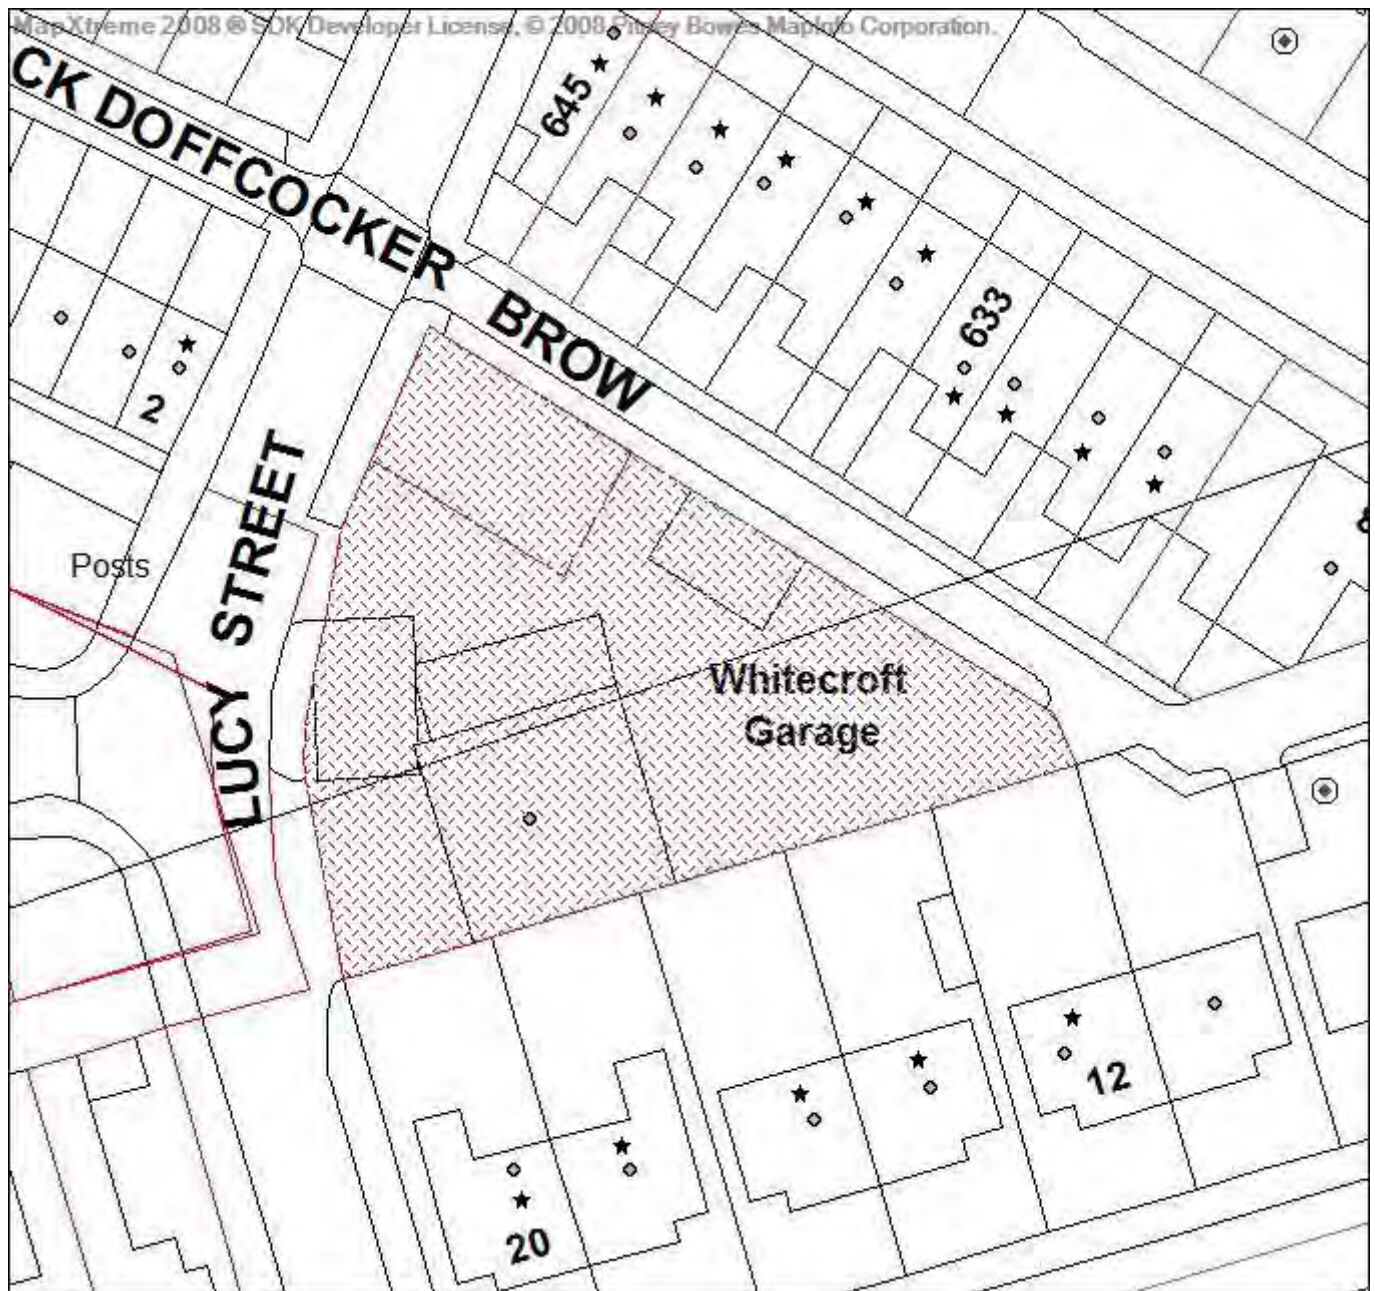 MapXtreme 2008 ® SDK Developer License, © 2008 Pitney Bowes MapInfo Corporation.
CK DOFFCOCKER BROW
645
633
2
LUCY STREET
Posts
Whitecroft
Garage
12
20